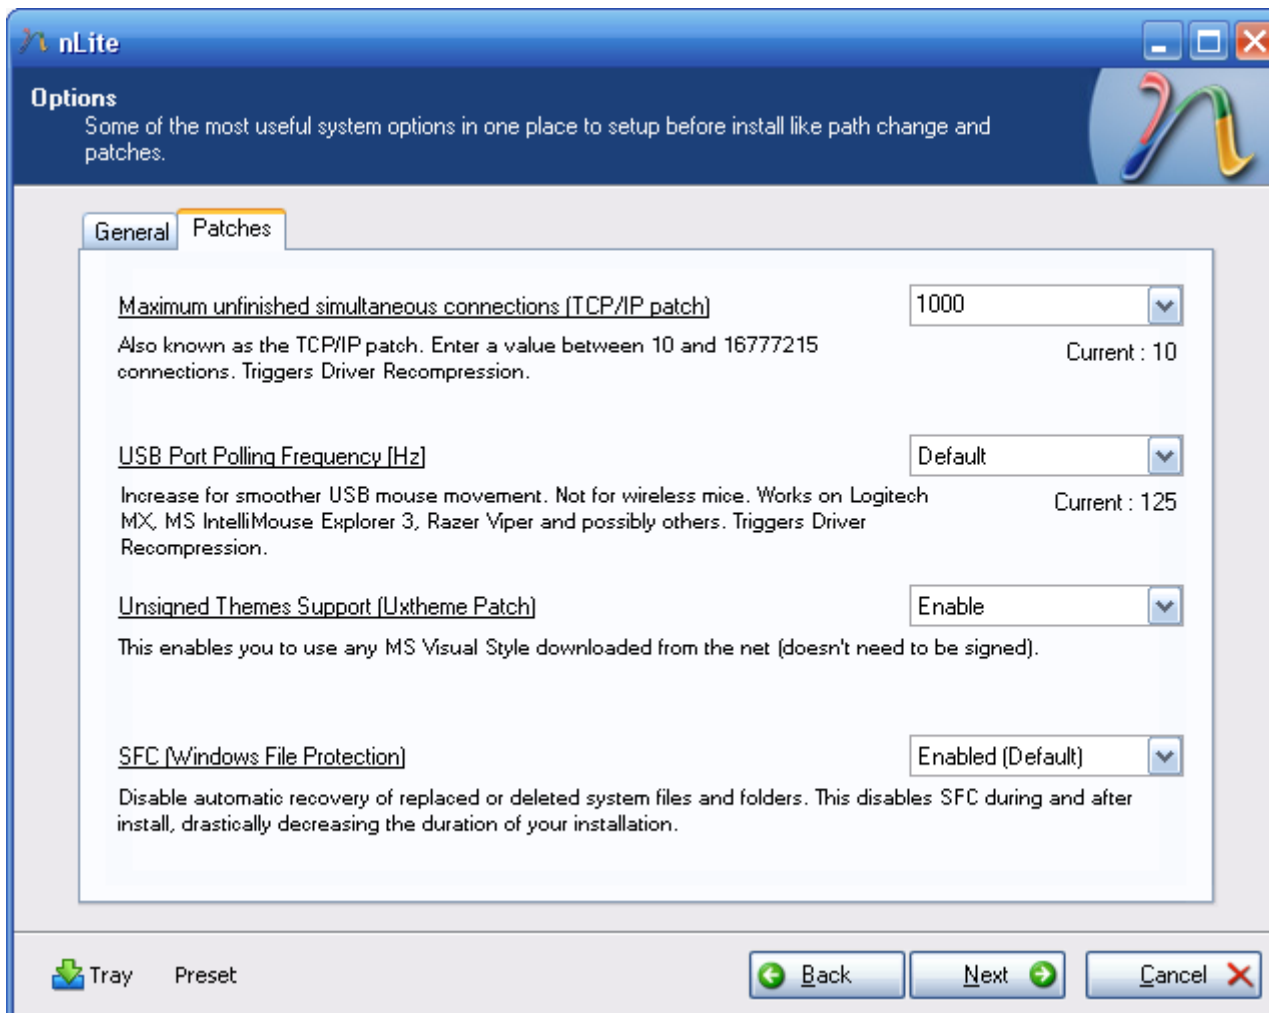 nLite
Options
Some of the most useful system options in one place to setup before install like path change and
patches.
General
Patches
Maximum unfinished simultaneous connections (TCP/IP patch)
1000
Also known as the TCP/IP patch. Enter a value between 10 and 16777215
connections. Triggers Driver Recompression.
Current : 10
USB Port Polling Frequency [Hz]
Default
Increase for smoother USB mouse movement. Not for wireless mice. Works on Logitech
MX, MS IntelliMouse Explorer 3, Razer Viper and possibly others. Triggers Driver
Recompression.
Current : 125
Unsigned Themes Support (Uxtheme Patch)
Enable
This enables you to use any MS Visual Style downloaded from the net (doesn't need to be signed).
SFC (Windows File Protection)
Enabled (Default)
Disable automatic recovery of replaced or deleted system files and folders. This disables SFC during and after
install, drastically decreasing the duration of your installation.
Tray
Preset
Back
Next
Cancel